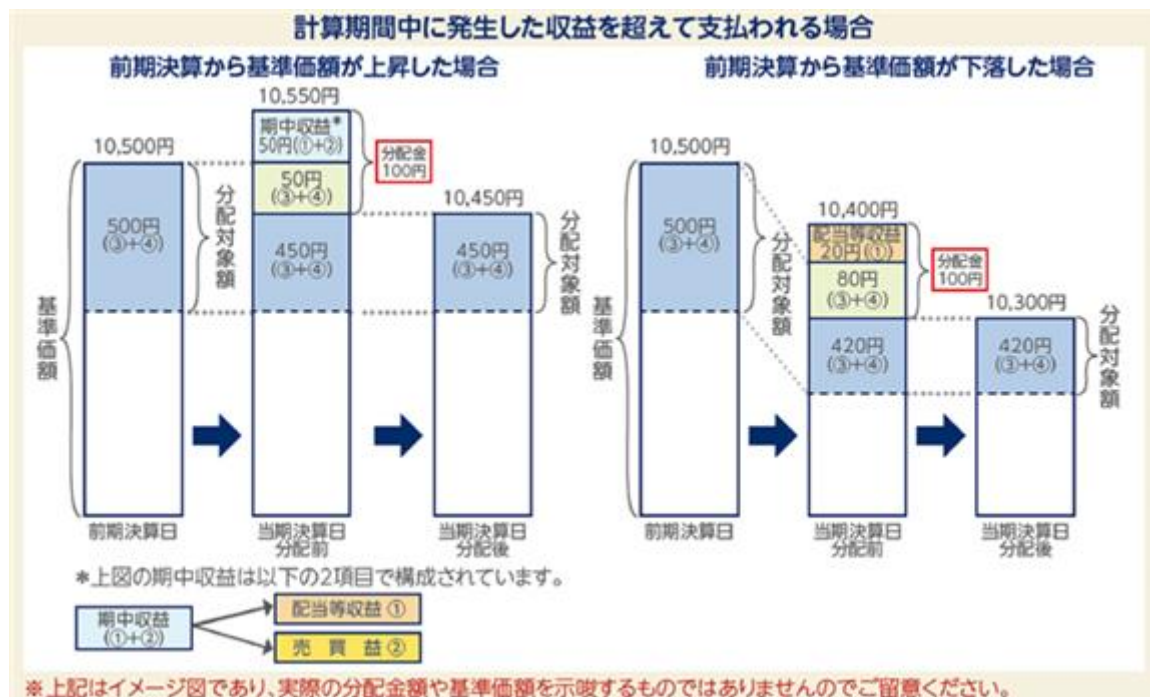 計算期間中に発生した収益を超えて支払われる場合
前期決算から基準価額が上昇した場合
10,550円
期中収益*
50円(①+②)
10,500円
分配金
100円
50円
(③+④)
10,450円
分配対象額
500円
(③+④)
450円
(③+④)
450円
(③+④)
分配対象額
基準価額
前期決算日
当期決算日
分配前
当期決算日
分配後
前期決算から基準価額が下落した場合
10,500円
10,400円
配当等収益
20円(①)
分配金
100円
500円
(③+④)
分配対象額
80円
(③+④)
10,300円
420円
(③+④)
420円
(③+④)
分配対象額
基準価額
前期決算日
当期決算日
分配前
当期決算日
分配後
*上図の期中収益は以下の2項目で構成されています。
期中収益
(①+②)
配当等収益 ①
売 買 益 ②
※上記はイメージ図であり、実際の分配金額や基準価額を示唆するものではありませんのでご留意ください。